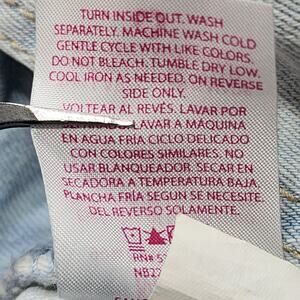 TURN INSIDE OUT. WASH
SEPARATELY. MACHINE WASH COLD
GENTLE CYCLE WITH LIKE COLORS.
DO NOT BLEACH. TUMBLE DRY LOW.
COOL IRON AS NEEDED, ON REVERSE
SIDE ONLY.
VOLTEAR AL REVÉS. LAVAR POR
LAVAR A MÁQUINA
EN AGUA FRÍA CICLO DELICADO
CON COLORES SIMILARES. NO
USAR BLANQUEADOR. SECAR EN
SECADORA A TEMPERATURA BAJA.
PLANCHA FRÍA SEGUN SE NECESITE.
DEL REVERSO SOLAMENTE.
RN#